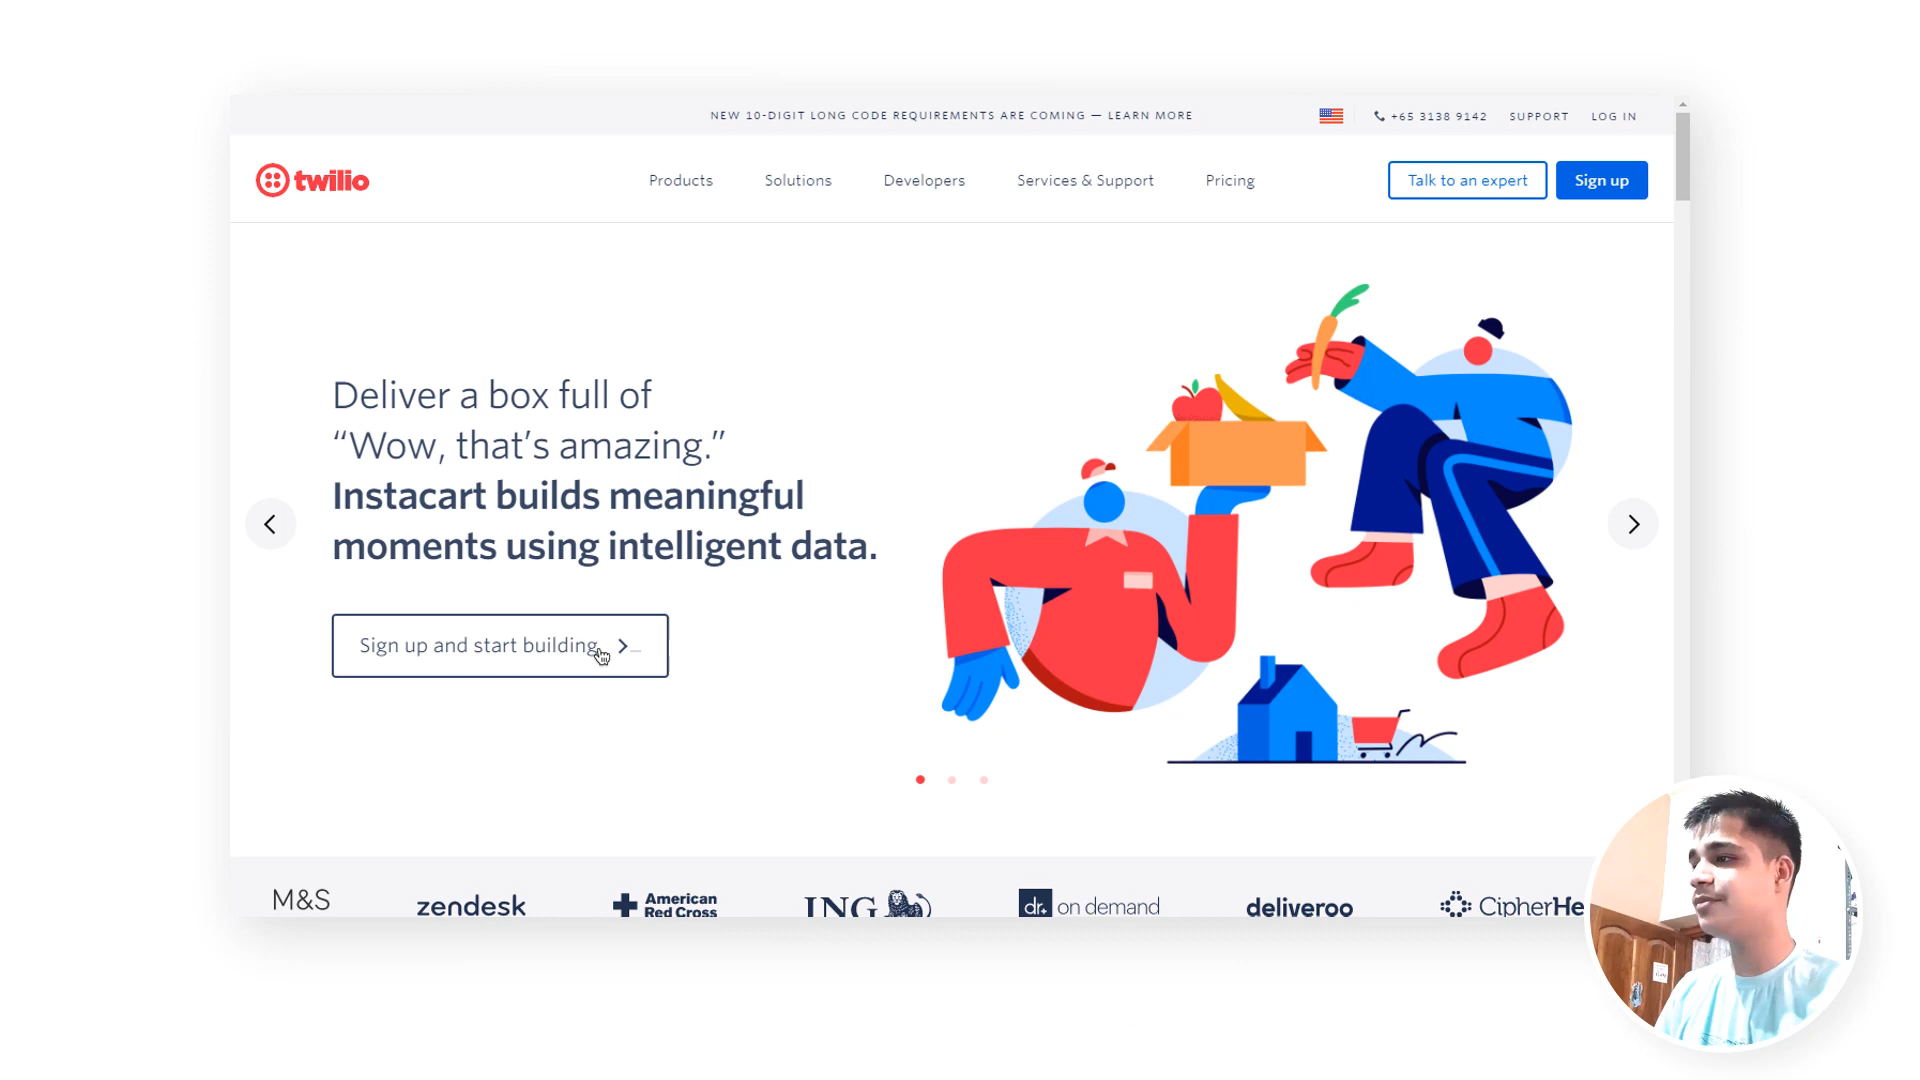 NEW 10-DIGIT LONG CODE REQUIREMENTS ARE COMING — LEARN MORE
+65 3138 9142
SUPPORT
LOG IN
twilio
Products
Solutions
Developers
Services & Support
Pricing
Talk to an expert
Sign up
Deliver a box full of
“Wow, that’s amazing.”
Instacart builds meaningful
moments using intelligent data.
Sign up and start building
M&S
zendesk
American
Red Cross
ING
dr+ on demand
deliveroo
CipherHe